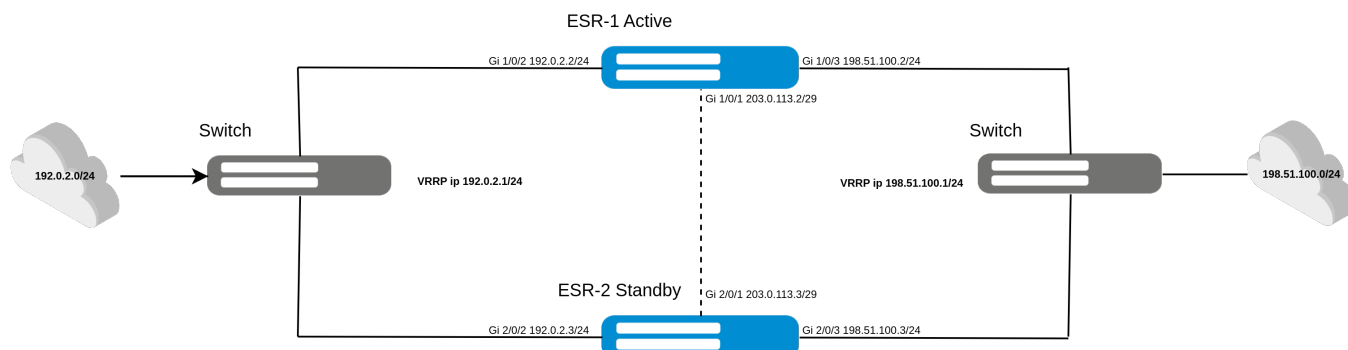 ESR-1 Active
Gi 1/0/2 192.0.2.2/24
Gi 1/0/3 198.51.100.2/24
Gi 1/0/1 203.0.113.2/29
Switch
Switch
192.0.2.0/24
VRRP ip 192.0.2.1/24
VRRP ip 198.51.100.1/24
198.51.100.0/24
ESR-2 Standby
Gi 2/0/1 203.0.113.3/29
Gi 2/0/2 192.0.2.3/24
Gi 2/0/3 198.51.100.3/24